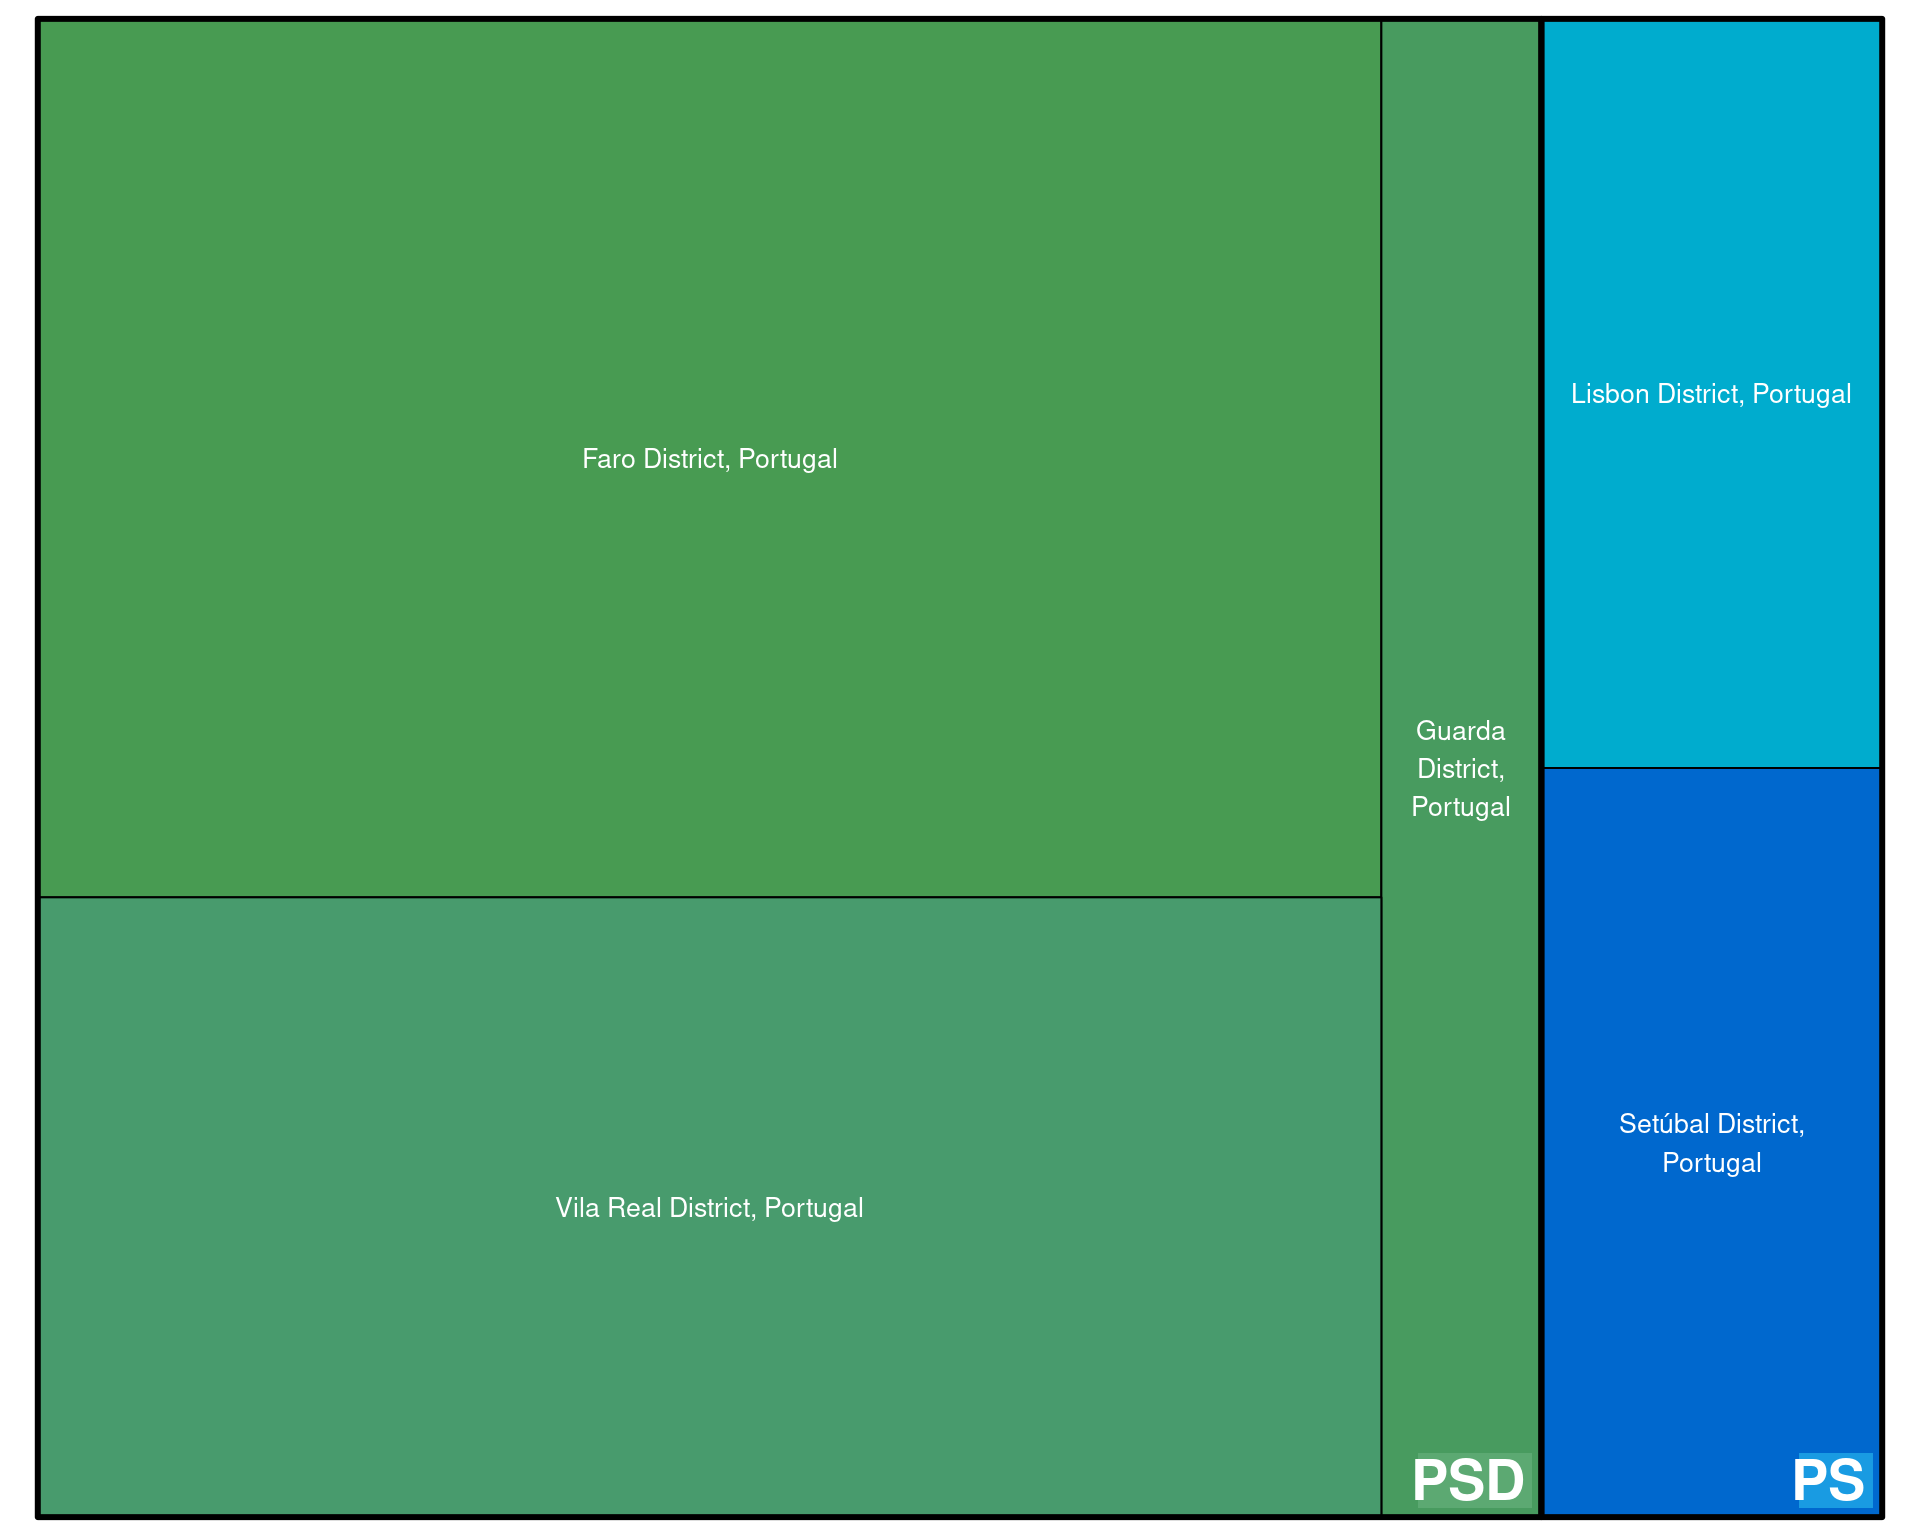 Faro District, Portugal
Vila Real District, Portugal
Guarda
District,
Portugal
PSD
Lisbon District, Portugal
Setúbal District,
Portugal
PS